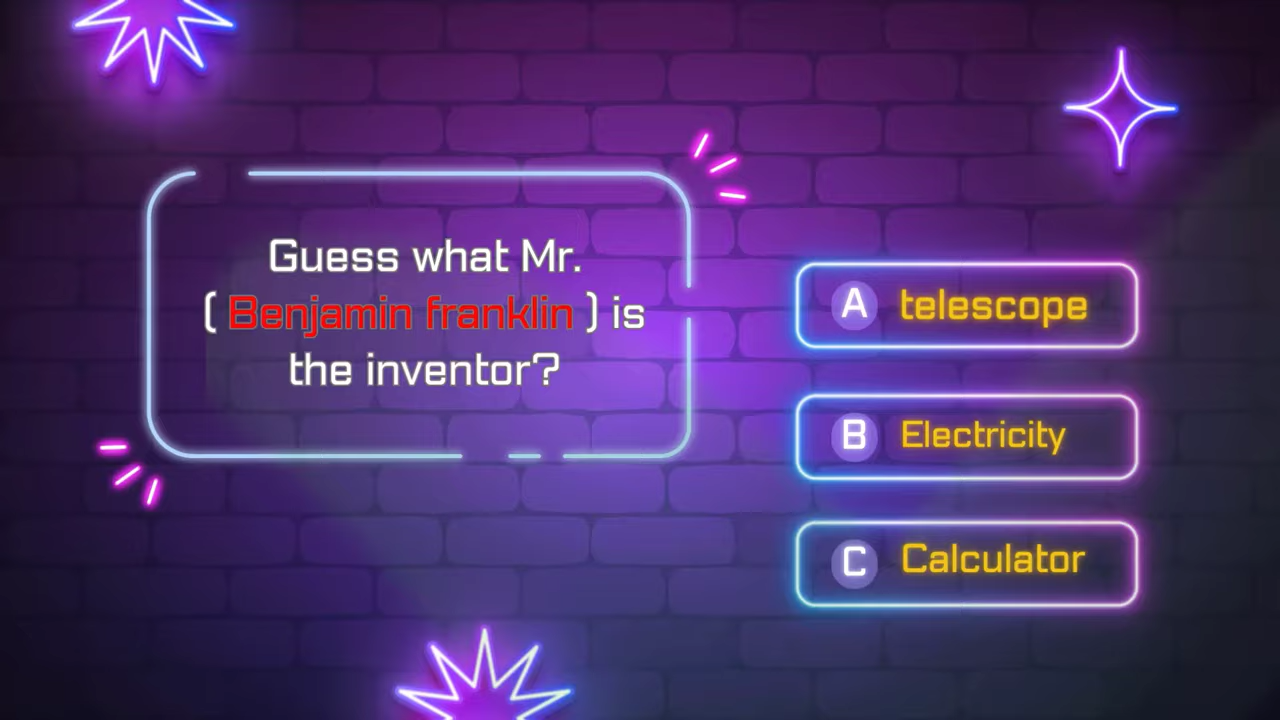 Guess what Mr.
( Benjamin franklin ) is
the inventor?
A telescope
B Electricity
C Calculator